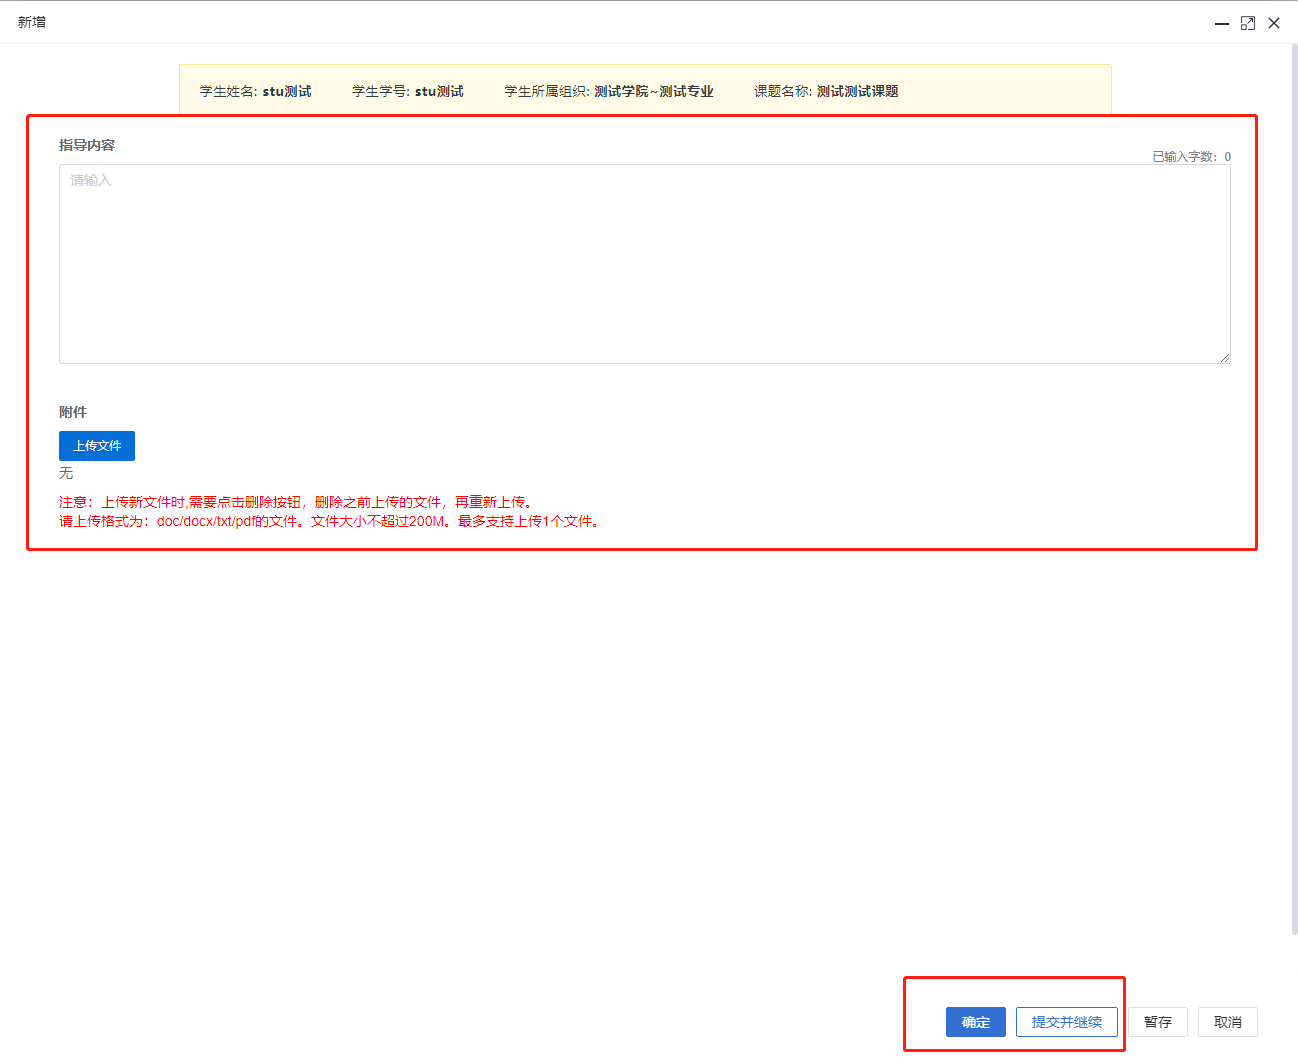 新增
学生姓名: stu测试 学生学号: stu测试 学生所属组织: 测试学院~测试专业 课题名称: 测试测试课题
指导内容
已输入字数：0
请输入
附件
上传文件
无
注意：上传新文件时,需要点击删除按钮，删除之前上传的文件，再重新上传。
请上传格式为：doc/docx/txt/pdf的文件。文件大小不超过200M。最多支持上传1个文件。
确定 提交并继续 暂存 取消